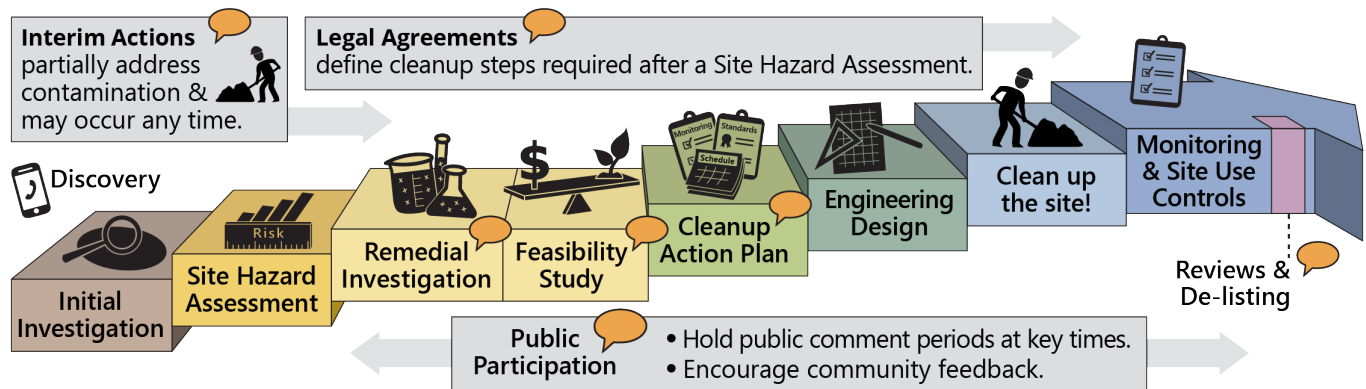 Interim Actions
partially address
contamination &
may occur any time.
Legal Agreements
define cleanup steps required after a Site Hazard Assessment.
Discovery
Initial
Investigation
Risk
Site Hazard
Assessment
Remedial
Investigation
$
Feasibility
Study
Monitoring
Standards
Schedule
Cleanup
Action Plan
Engineering
Design
Clean up
the site!
Monitoring
& Site Use
Controls
Reviews &
De-listing
Public
Participation
• Hold public comment periods at key times.
• Encourage community feedback.